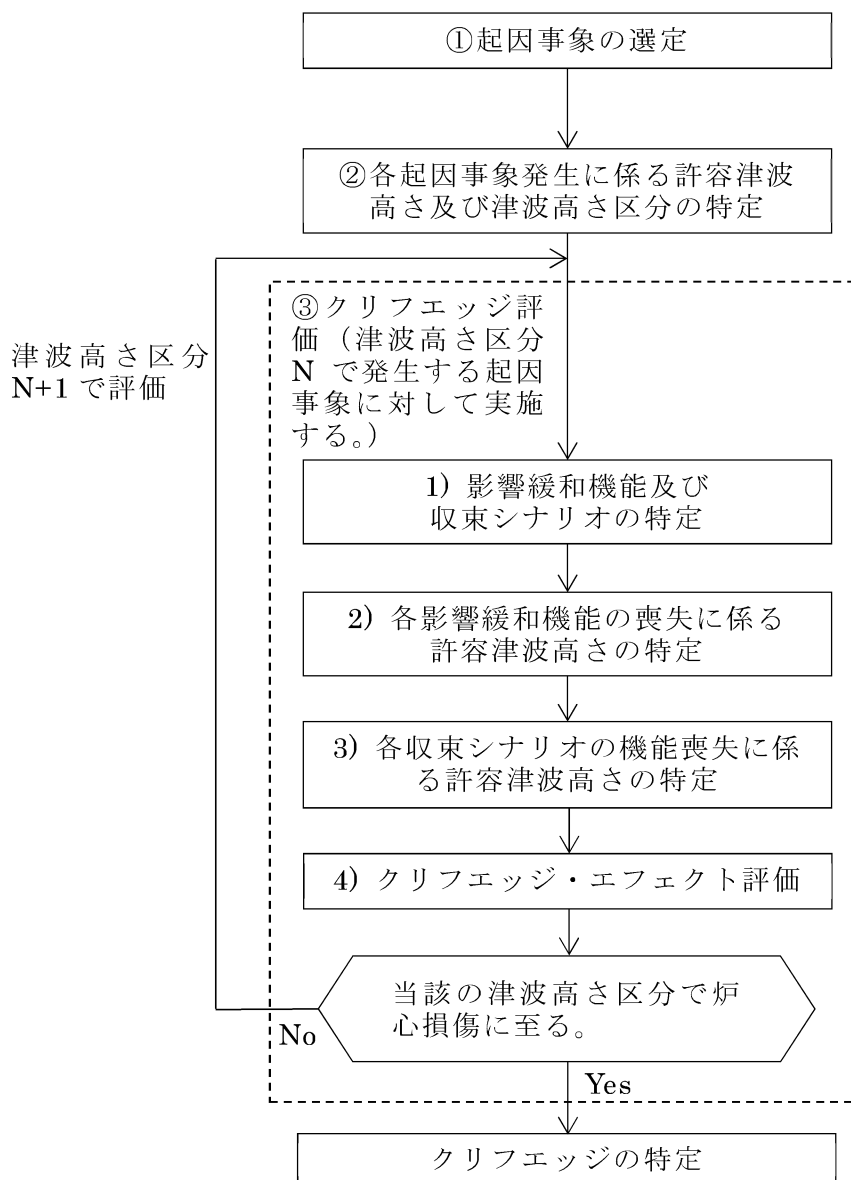 ①起因事象の選定
②各起因事象発生に係る許容津波
高さ及び津波高さ区分の特定
③クリフエッジ評
価（津波高さ区分
N で発生する起因
事象に対して実施
する。）
津波高さ区分
N+1 で評価
1) 影響緩和機能及び
収束シナリオの特定
2) 各影響緩和機能の喪失に係る
許容津波高さの特定
3) 各収束シナリオの機能喪失に係
る許容津波高さの特定
4) クリフエッジ・エフェクト評価
当該の津波高さ区分で炉
心損傷に至る。
No
Yes
クリフエッジの特定